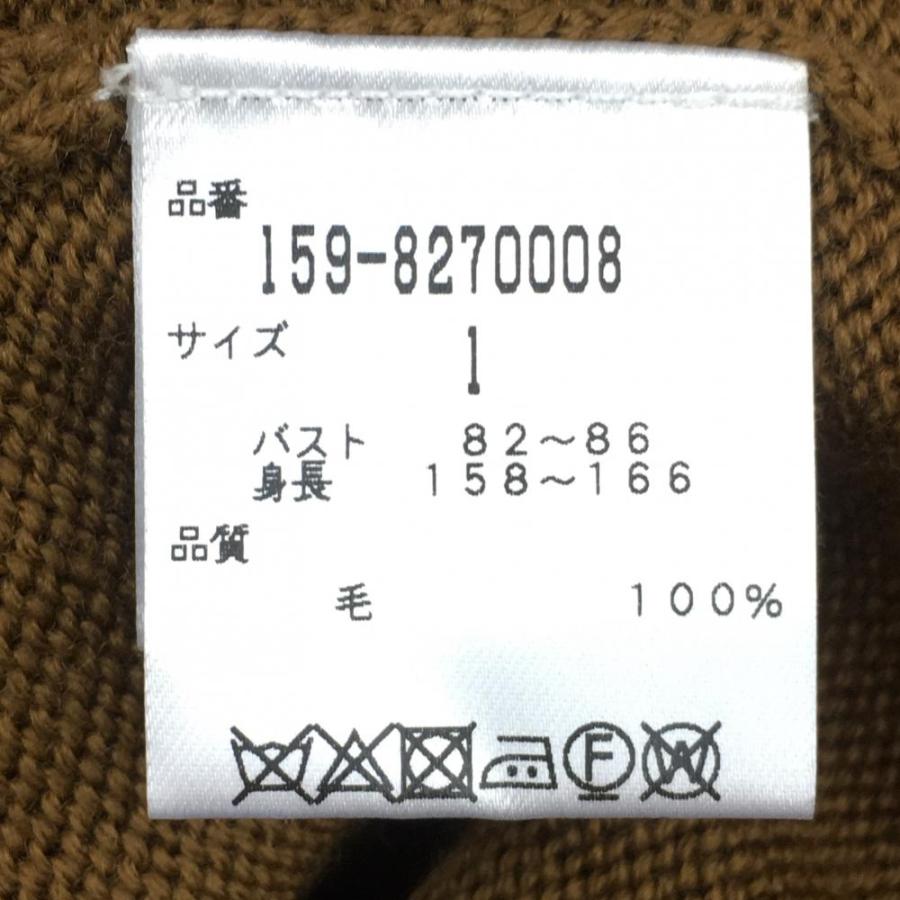 品番
159-8270008
サイズ 1
バスト 82～86
身長 158～166
品質
毛 100%
F W